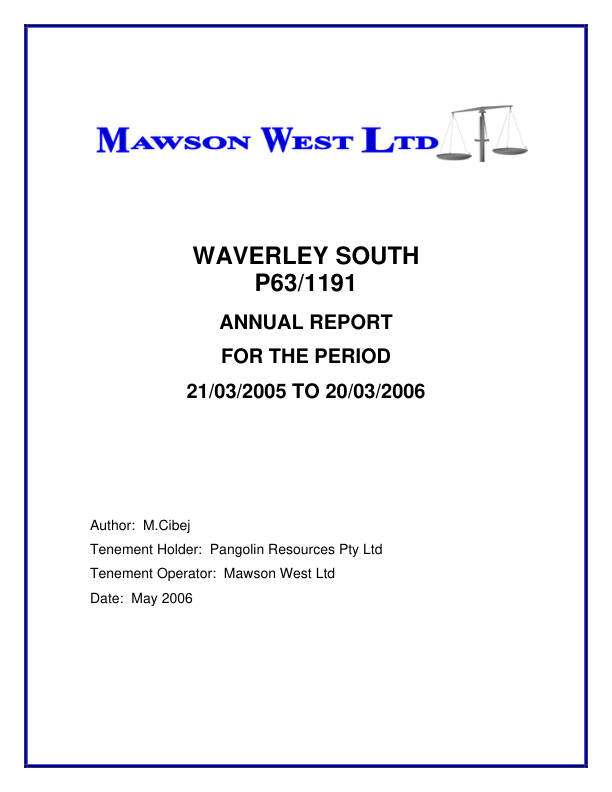 MAWSON WEST LTD
WAVERLEY SOUTH
P63/1191
ANNUAL REPORT
FOR THE PERIOD
21/03/2005 TO 20/03/2006
Author: M.Cibej
Tenement Holder: Pangolin Resources Pty Ltd
Tenement Operator: Mawson West Ltd
Date: May 2006